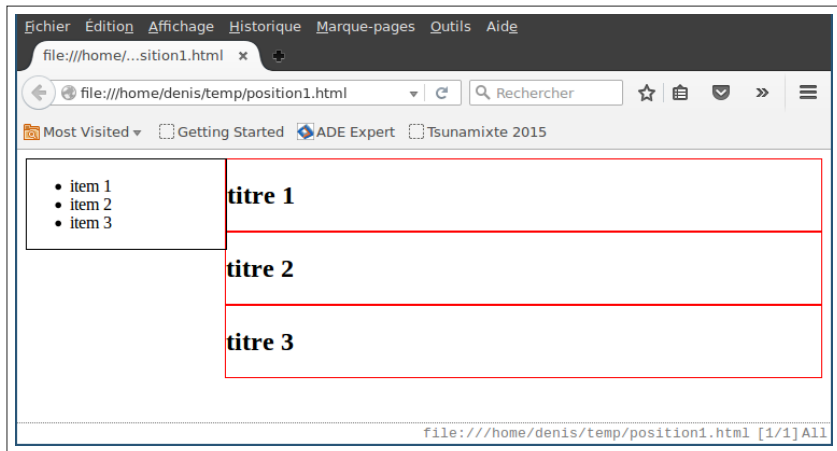 Fichier Édition Affichage Historique Marque-pages Outils Aide
file:///home/...sition1.html
file:///home/denis/temp/position1.html Rechercher
Most Visited Getting Started ADE Expert Tsunamixte 2015
item 1
item 2
item 3
titre 1
titre 2
titre 3
file:///home/denis/temp/position1.html [1/1] All